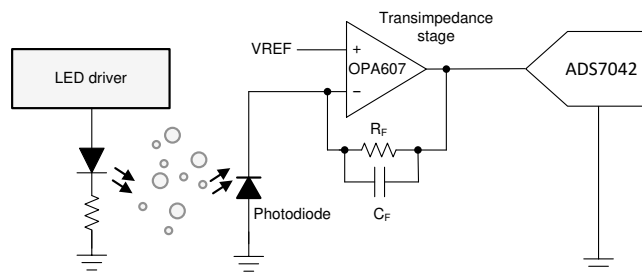 Transimpedance
stage
VREF
+
OPA607
−
ADS7042
LED driver
RF
CF
Photodiode